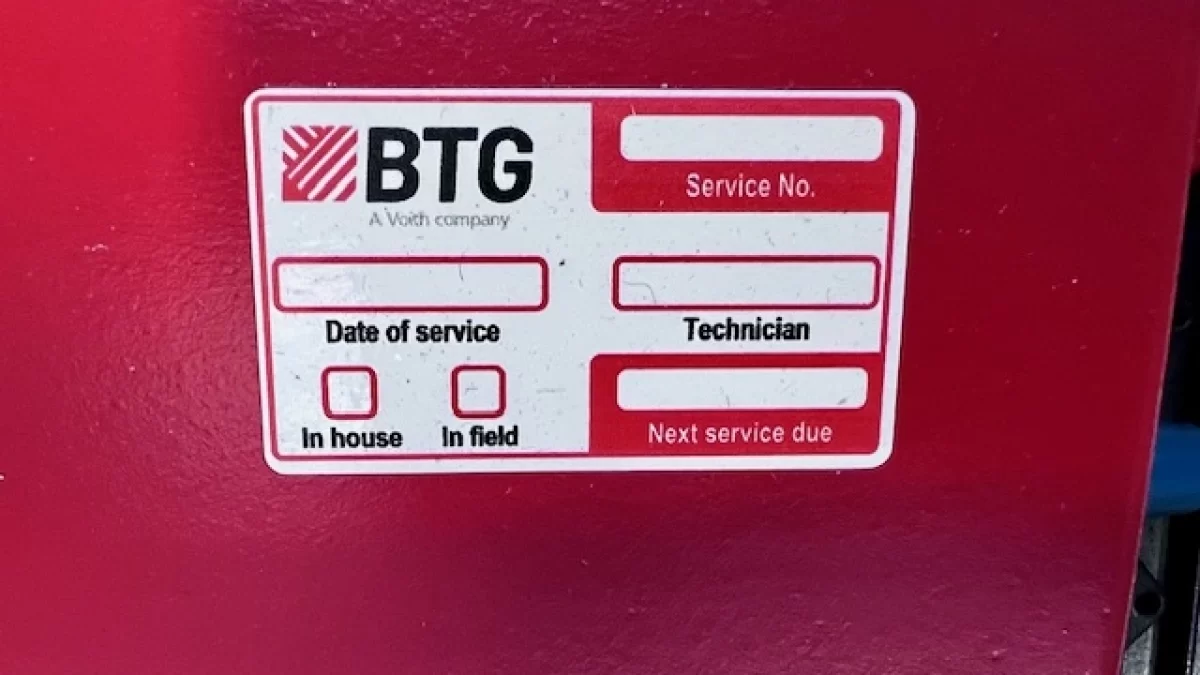 BTG
A Voith company
Service No.
Date of service
Technician
In house
In field
Next service due